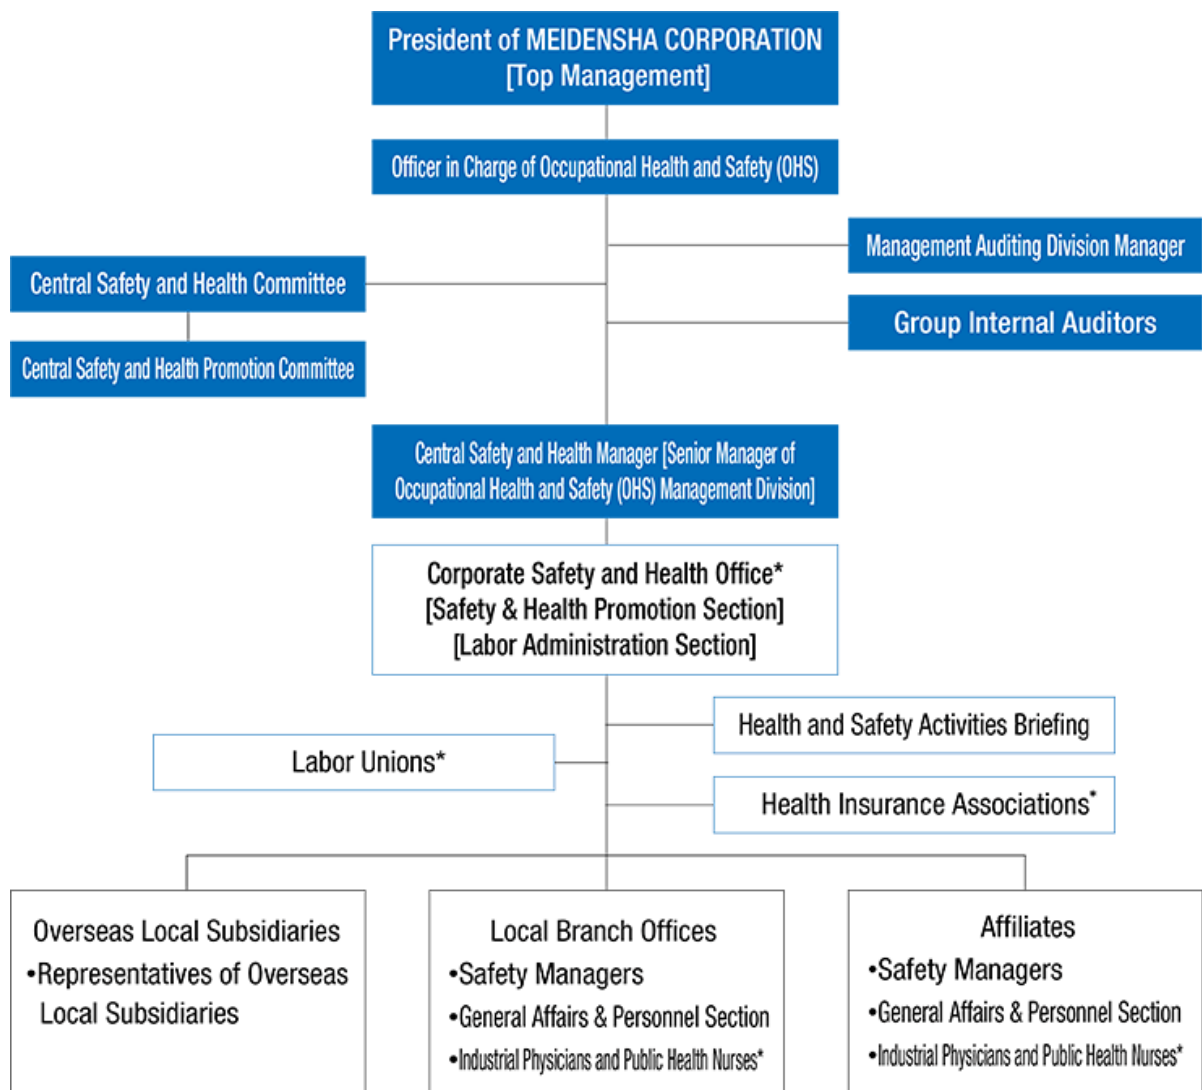 President of MEIDENSHA CORPORATION
[Top Management]
Officer in Charge of Occupational Health and Safety (OHS)
Management Auditing Division Manager
Central Safety and Health Committee
Group Internal Auditors
Central Safety and Health Promotion Committee
Central Safety and Health Manager [Senior Manager of
Occupational Health and Safety (OHS) Management Division]
Corporate Safety and Health Office*
[Safety & Health Promotion Section]
[Labor Administration Section]
Health and Safety Activities Briefing
Labor Unions*
Health Insurance Associations*
Overseas Local Subsidiaries
•Representatives of Overseas
Local Subsidiaries
Local Branch Offices
•Safety Managers
•General Affairs & Personnel Section
•Industrial Physicians and Public Health Nurses*
Affiliates
•Safety Managers
•General Affairs & Personnel Section
•Industrial Physicians and Public Health Nurses*